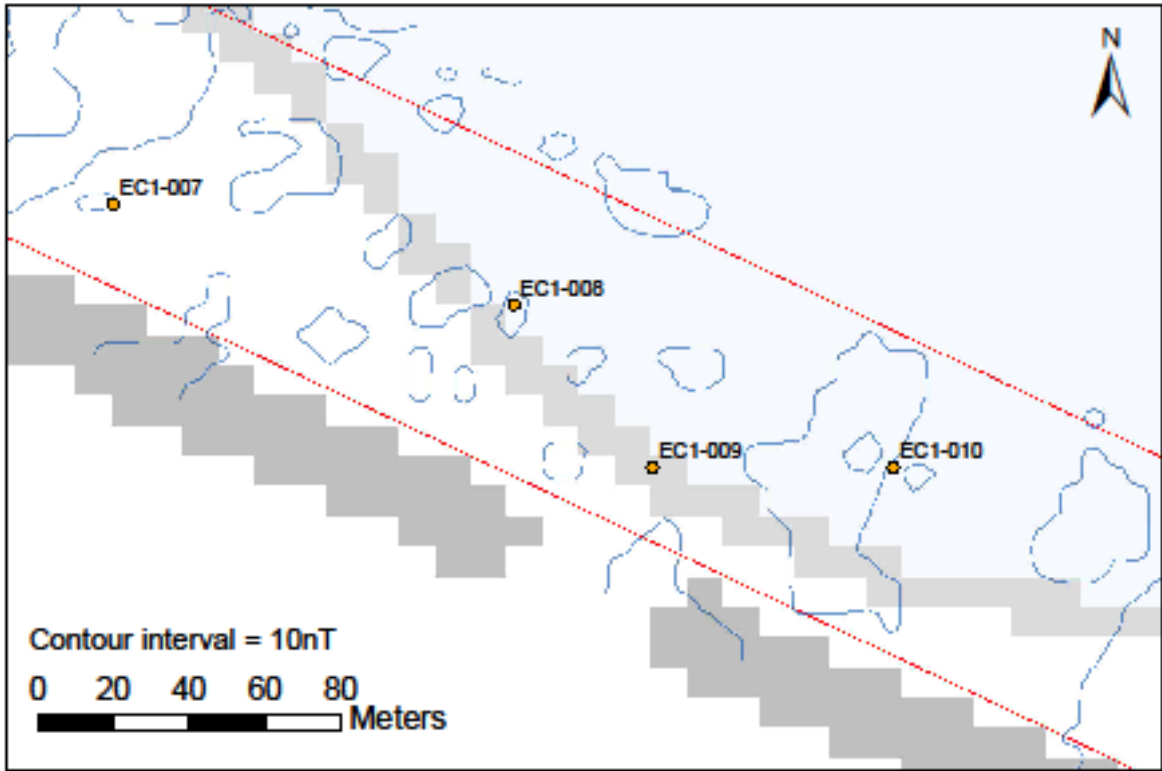 N
EC1-007
EC1-008
EC1-009
EC1-010
Contour interval = 10nT
0 20 40 60 80
Meters